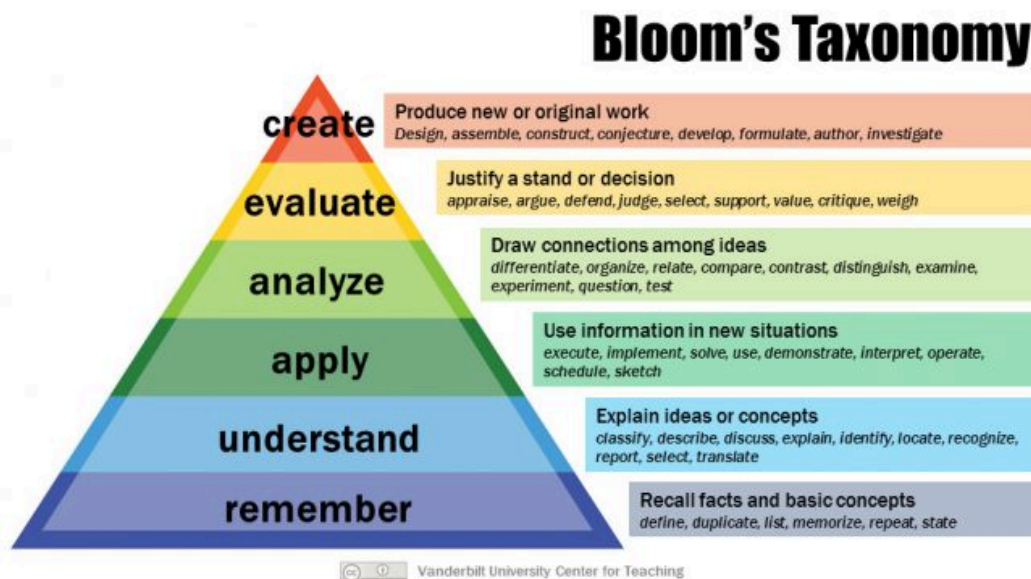 Bloom's Taxonomy
create
Produce new or original work
Design, assemble, construct, conjecture, develop, formulate, author, investigate
evaluate
Justify a stand or decision
appraise, argue, defend, judge, select, support, value, critique, weigh
analyze
Draw connections among ideas
differentiate, organize, relate, compare, contrast, distinguish, examine,
experiment, question, test
apply
Use information in new situations
execute, implement, solve, use, demonstrate, interpret, operate,
schedule, sketch
understand
Explain ideas or concepts
classify, describe, discuss, explain, identify, locate, recognize,
report, select, translate
remember
Recall facts and basic concepts
define, duplicate, list, memorize, repeat, state
cc Vanderbilt University Center for Teaching